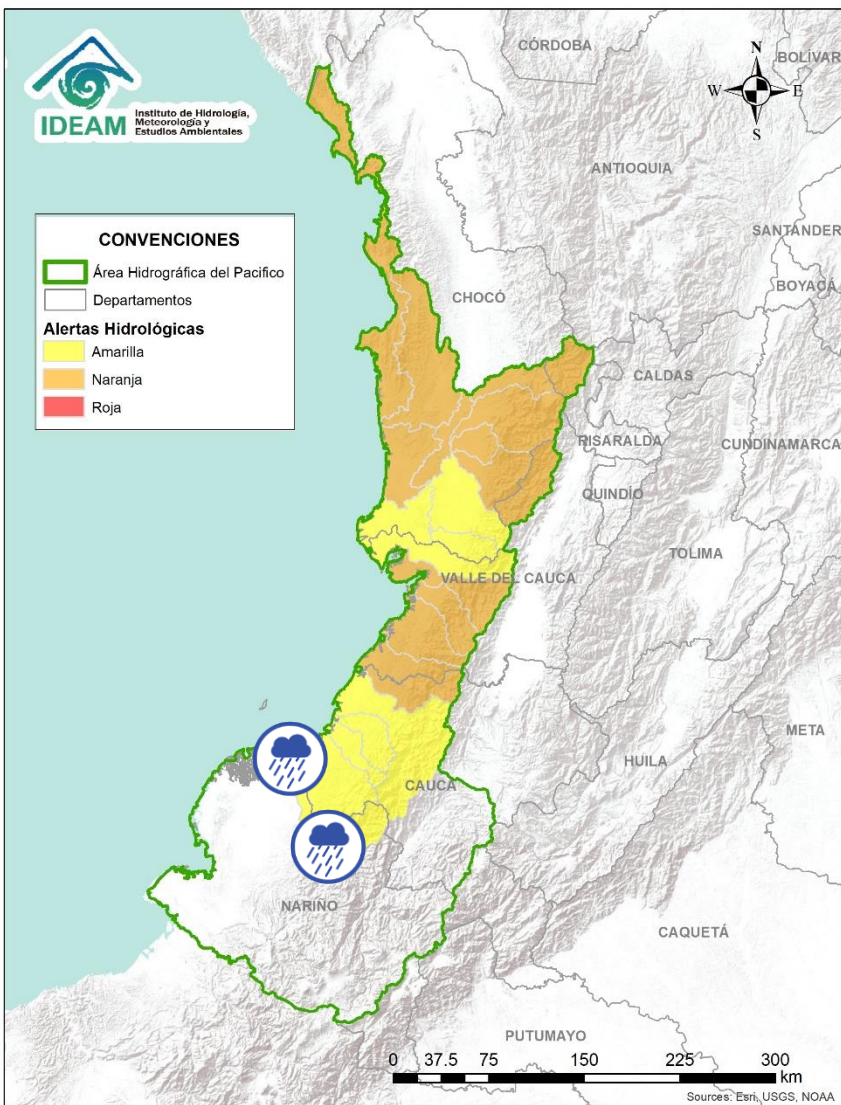 IDEAM
Instituto de Hidrología,
Meteorología y
Estudios Ambientales
CÓRDOBA
BOLÍVAR
N
W
E
S
ANTIOQUIA
SANTANDER
BOYACÁ
CONVENCIONES
Área Hidrográfica del Pacifico
Departamentos
Alertas Hidrológicas
Amarilla
Naranja
Roja
CHOCÓ
CALDAS
RISARALDA
CUNDINAMARCA
QUINDÍO
TOLIMA
VALLE DEL CAUCA
META
HUILA
CAUCA
NARIÑO
CAQUETÁ
PUTUMAYO
0 37.5 75 150 225 300
km
Sources: Esri, USGS, NOAA